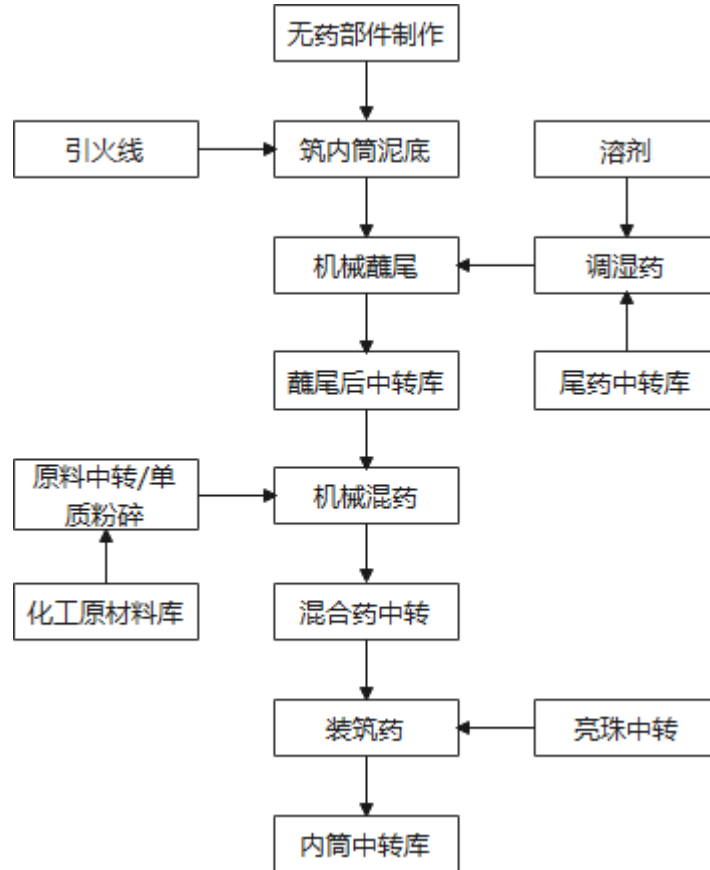 无药部件制作
引火线
筑内筒泥底
溶剂
机械蘸尾
调湿药
蘸尾后中转库
尾药中转库
原料中转/单
质粉碎
机械混药
化工原材料库
混合药中转
装筑药
亮珠中转
内筒中转库